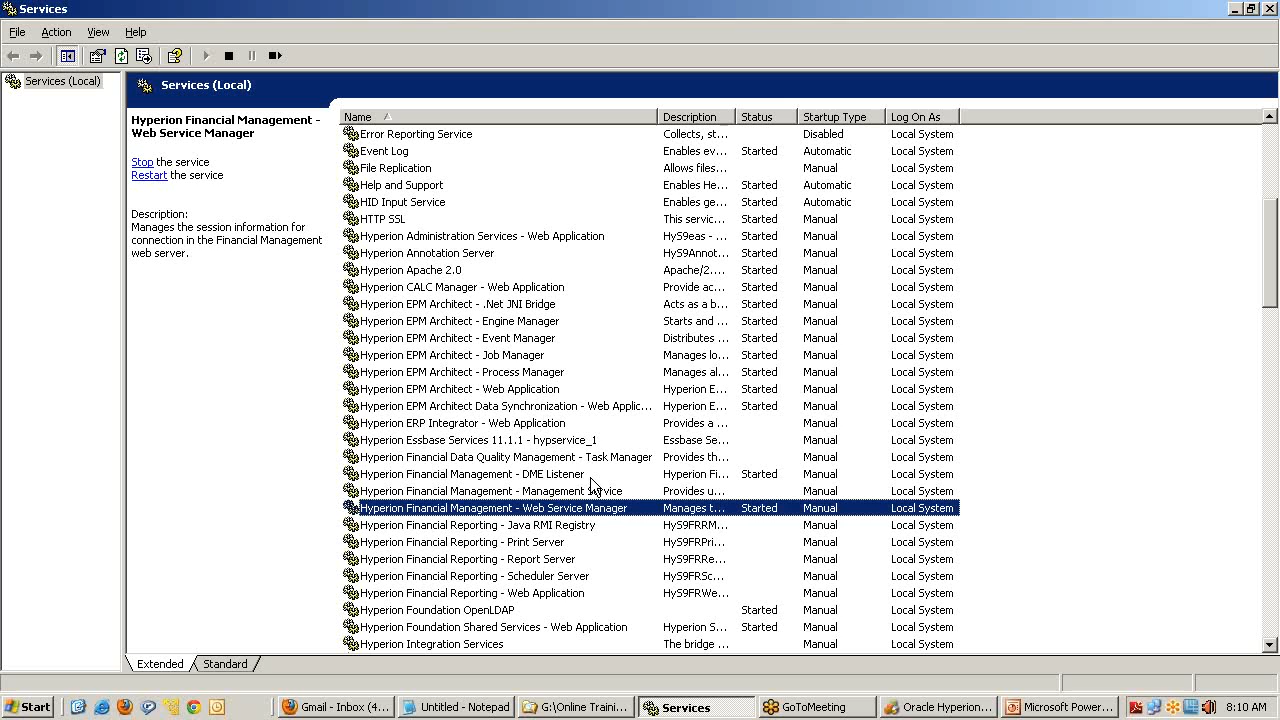 Services
File Action View Help
Services (Local)
Services (Local)
Hyperion Financial Management -
Web Service Manager
Stop the service
Restart the service
Description:
Manages the session information for
connection in the Financial Management
web server.
Name Description Status Startup Type Log On As
Error Reporting Service Collects, st... Disabled Local System
Event Log Enables ev... Started Automatic Local System
File Replication Allows files... Manual Local System
Help and Support Enables He... Started Automatic Local System
HID Input Service Enables ge... Started Automatic Local System
HTTP SSL This servic... Started Manual Local System
Hyperion Administration Services - Web Application HyS9eas - ... Started Manual Local System
Hyperion Annotation Server HyS9Annot... Started Manual Local System
Hyperion Apache 2.0 Apache/2.... Started Manual Local System
Hyperion CALC Manager - Web Application Provide ac... Started Manual Local System
Hyperion EPM Architect - .Net JNI Bridge Acts as a b... Started Manual Local System
Hyperion EPM Architect - Engine Manager Starts and ... Started Manual Local System
Hyperion EPM Architect - Event Manager Distributes ... Started Manual Local System
Hyperion EPM Architect - Job Manager Manages lo... Started Manual Local System
Hyperion EPM Architect - Process Manager Manages al... Started Manual Local System
Hyperion EPM Architect - Web Application Hyperion E... Started Manual Local System
Hyperion EPM Architect Data Synchronization - Web Applic... Hyperion E... Started Manual Local System
Hyperion ERP Integrator - Web Application Provides a ... Manual Local System
Hyperion Essbase Services 11.1.1 - hypservice_1 Essbase Se... Manual Local System
Hyperion Financial Data Quality Management - Task Manager Provides th... Manual Local System
Hyperion Financial Management - DME Listener Hyperion Fi... Started Manual Local System
Hyperion Financial Management - Management Service Provides u... Manual Local System
Hyperion Financial Management - Web Service Manager Manages t... Started Manual Local System
Hyperion Financial Reporting - Java RMI Registry HyS9FRRM... Manual Local System
Hyperion Financial Reporting - Print Server HyS9FRPri... Manual Local System
Hyperion Financial Reporting - Report Server HyS9FRRe... Manual Local System
Hyperion Financial Reporting - Scheduler Server HyS9FRSc... Manual Local System
Hyperion Financial Reporting - Web Application HyS9FRWe... Manual Local System
Hyperion Foundation OpenLDAP Started Manual Local System
Hyperion Foundation Shared Services - Web Application Hyperion S... Started Manual Local System
Hyperion Integration Services The bridge ... Manual Local System
Extended Standard
Start Gmail - Inbox (4... Untitled - Notepad G:\Online Traini... Services GoToMeeting Oracle Hyperion... Microsoft Power... 8:10 AM